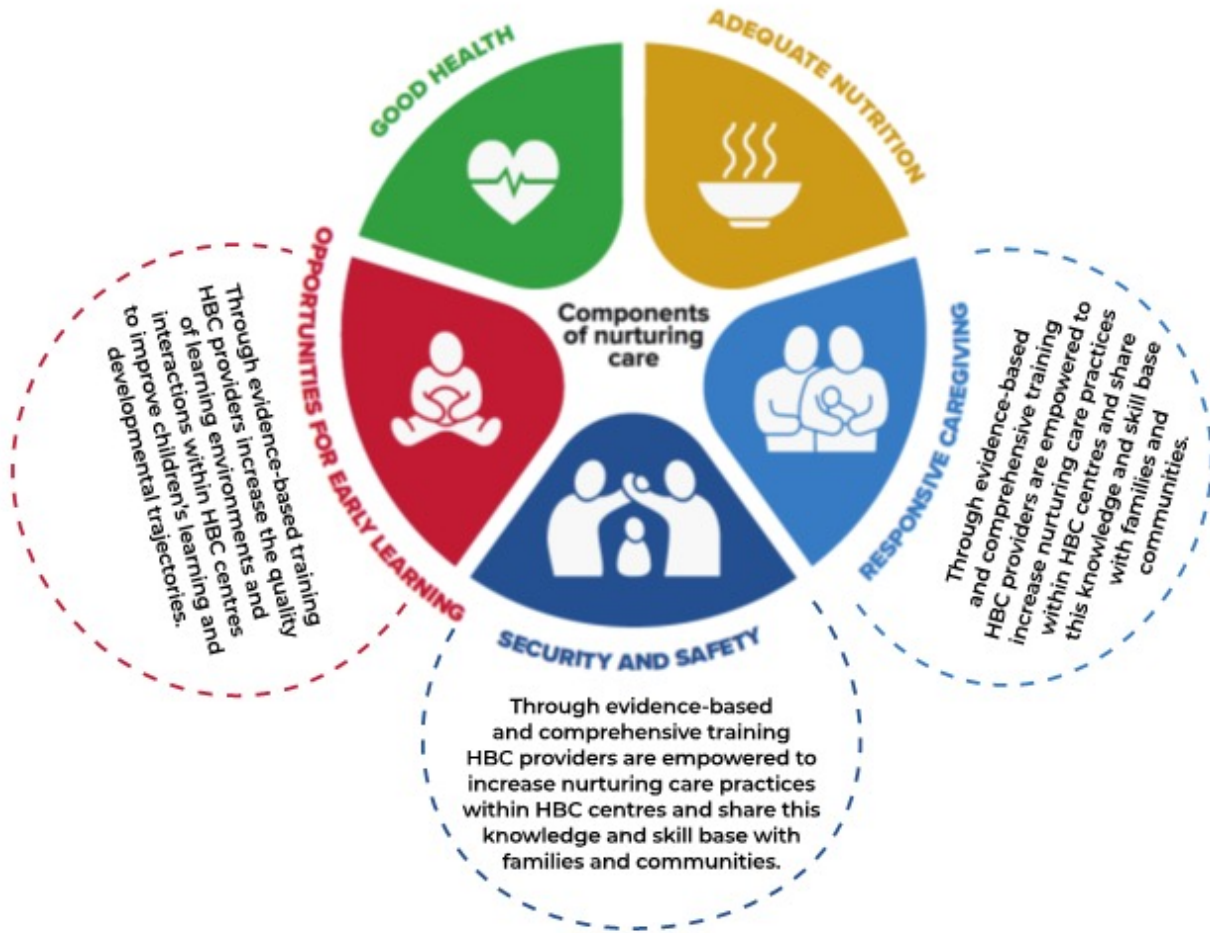 GOOD HEALTH
ADEQUATE NUTRITION
OPPORTUNITIES FOR EARLY LEARNING
Components
of nurturing
care
RESPONSIVE CAREGIVING
SECURITY AND SAFETY
Through evidence-based training
HBC providers increase the quality
of learning environments and
interactions within HBC centres
to improve children's learning and
developmental trajectories.
Through evidence-based
and comprehensive training
HBC providers are empowered to
increase nurturing care practices
within HBC centres and share
this knowledge and skill base
with families and
communities.
Through evidence-based
and comprehensive training
HBC providers are empowered to
increase nurturing care practices
within HBC centres and share this
knowledge and skill base with
families and communities.